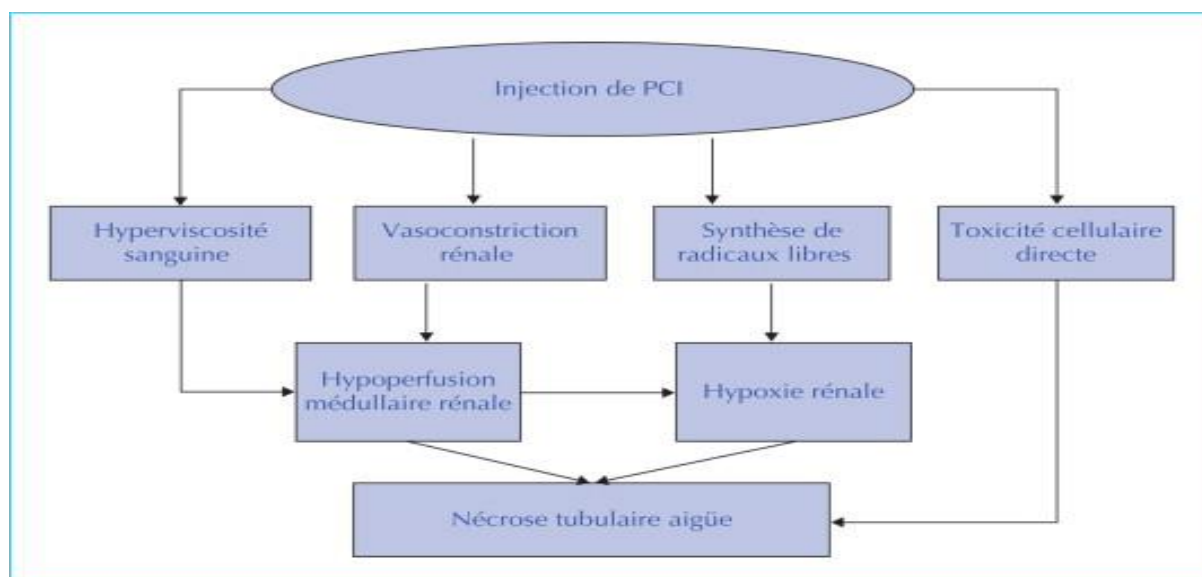 Injection de PCI
Hyperviscosité
sanguine
Vasoconstriction
rénale
Synthèse de
radicaux libres
Toxicité cellulaire
directe
Hypoperfusion
médullaire rénale
Hypoxie rénale
Nécrose tubulaire aigüe